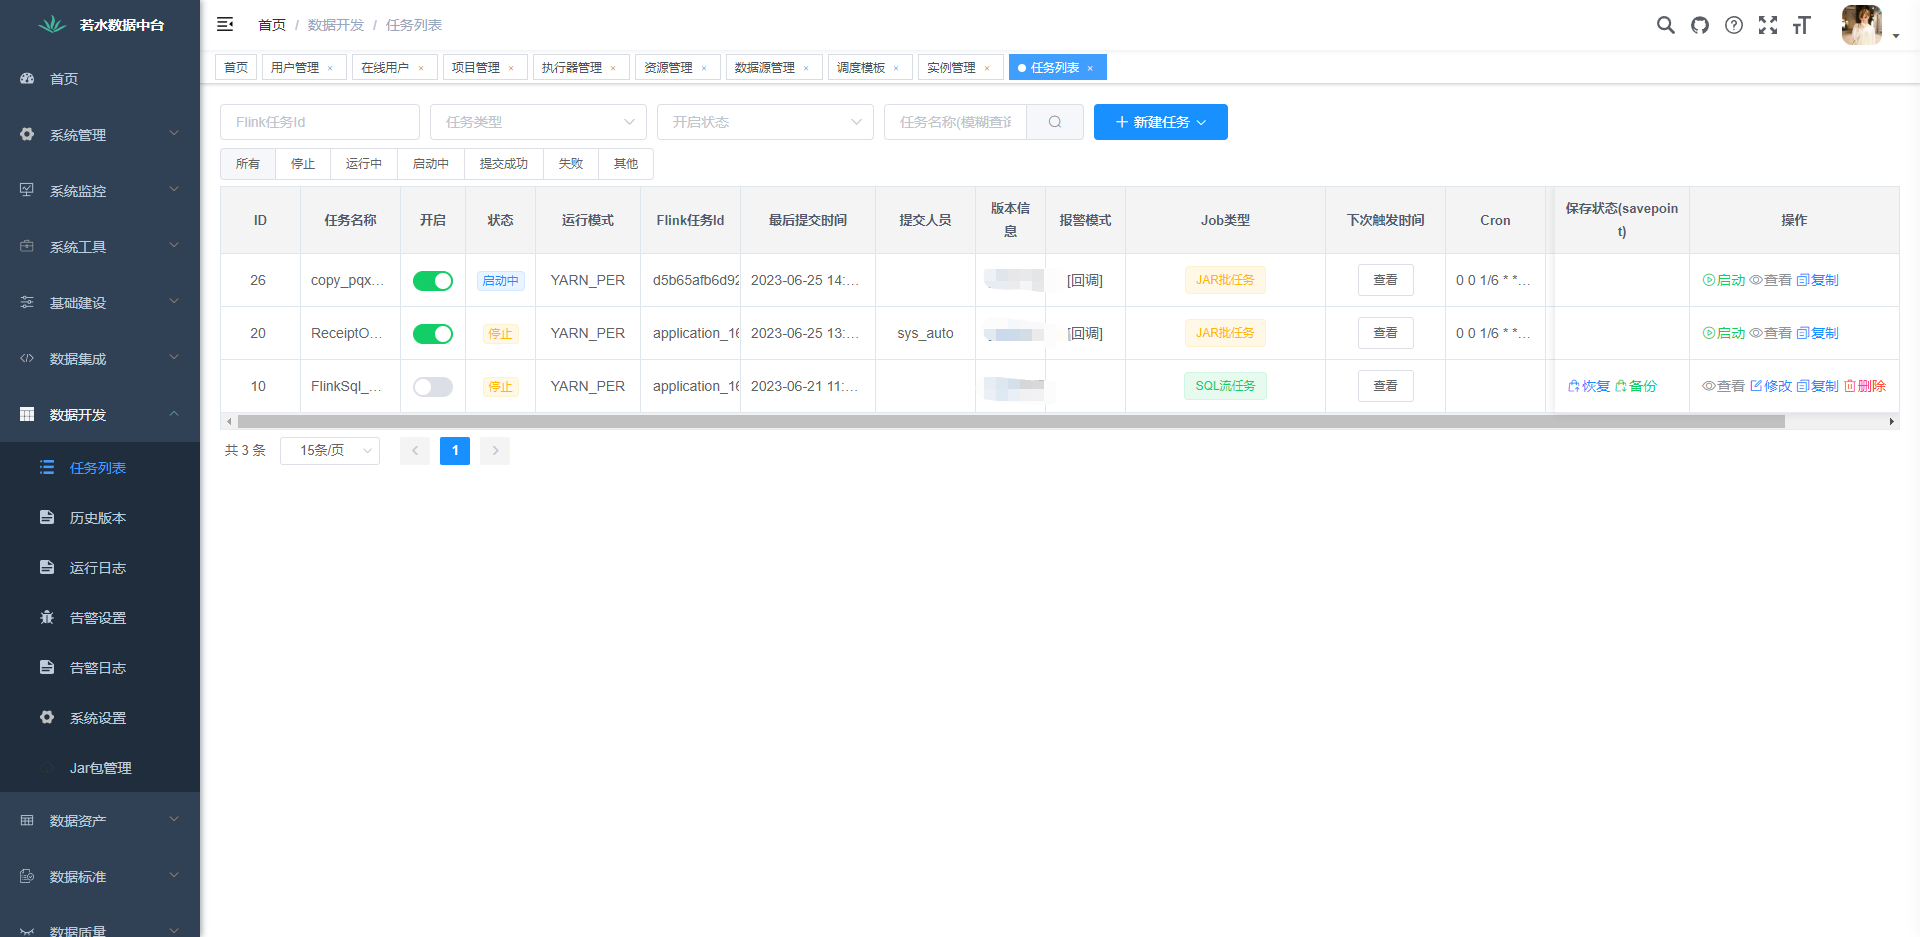 若水数据中台
首页
系统管理
系统监控
系统工具
基础建设
数据集成
数据开发
任务列表
历史版本
运行日志
告警设置
告警日志
系统设置
Jar包管理
数据资产
数据标准
数据质量
首页 / 数据开发 / 任务列表
首页 用户管理 × 在线用户 × 项目管理 × 执行器管理 × 资源管理 × 数据源管理 × 调度模板 × 实例管理 × 任务列表 ×
Flink任务Id 任务类型 开启状态 任务名称(模糊查询 新建任务
所有 停止 运行中 启动中 提交成功 失败 其他
ID 任务名称 开启 状态 运行模式 Flink任务Id 最后提交时间 提交人员 版本信息 报警模式 Job类型 下次触发时间 Cron 保存状态(savepoint) 操作
26 copy_pqx... 启动中 YARN_PER d5b65afb6d92 2023-06-25 14:... [回调] JAR批任务 查看 0 0 1/6 * *... 启动 查看 复制
20 ReceiptO... 停止 YARN_PER application_16 2023-06-25 13:... sys_auto [回调] JAR批任务 查看 0 0 1/6 * *... 启动 查看 复制
10 FlinkSql_... 停止 YARN_PER application_16 2023-06-21 11:... SQL流任务 查看 恢复 备份 查看 修改 复制 删除
共 3 条 15条/页 1